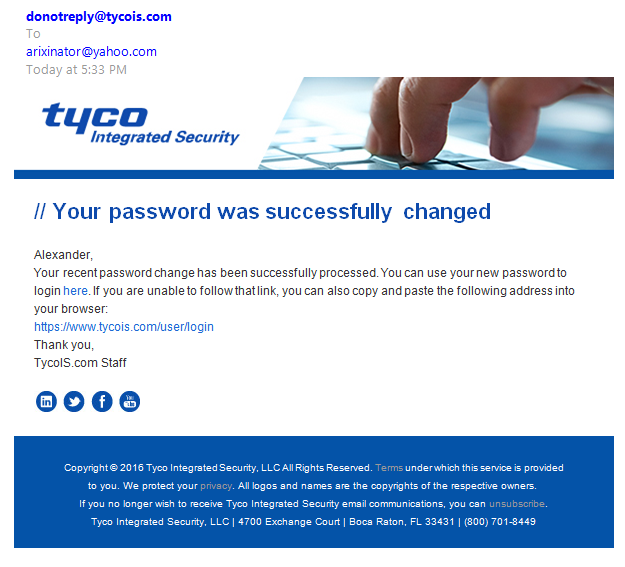 donotreply@tycois.com
To
arixinator@yahoo.com
Today at 5:33 PM
tyco
Integrated Security
// Your password was successfully changed
Alexander,
Your recent password change has been successfully processed. You can use your new password to
login here. If you are unable to follow that link, you can also copy and paste the following address into
your browser:
https://www.tycois.com/user/login
Thank you,
TycoIS.com Staff
in f You Tube
Copyright © 2016 Tyco Integrated Security, LLC All Rights Reserved. Terms under which this service is provided
to you. We protect your privacy. All logos and names are the copyrights of the respective owners.
If you no longer wish to receive Tyco Integrated Security email communications, you can unsubscribe.
Tyco Integrated Security, LLC | 4700 Exchange Court | Boca Raton, FL 33431 | (800) 701-8449